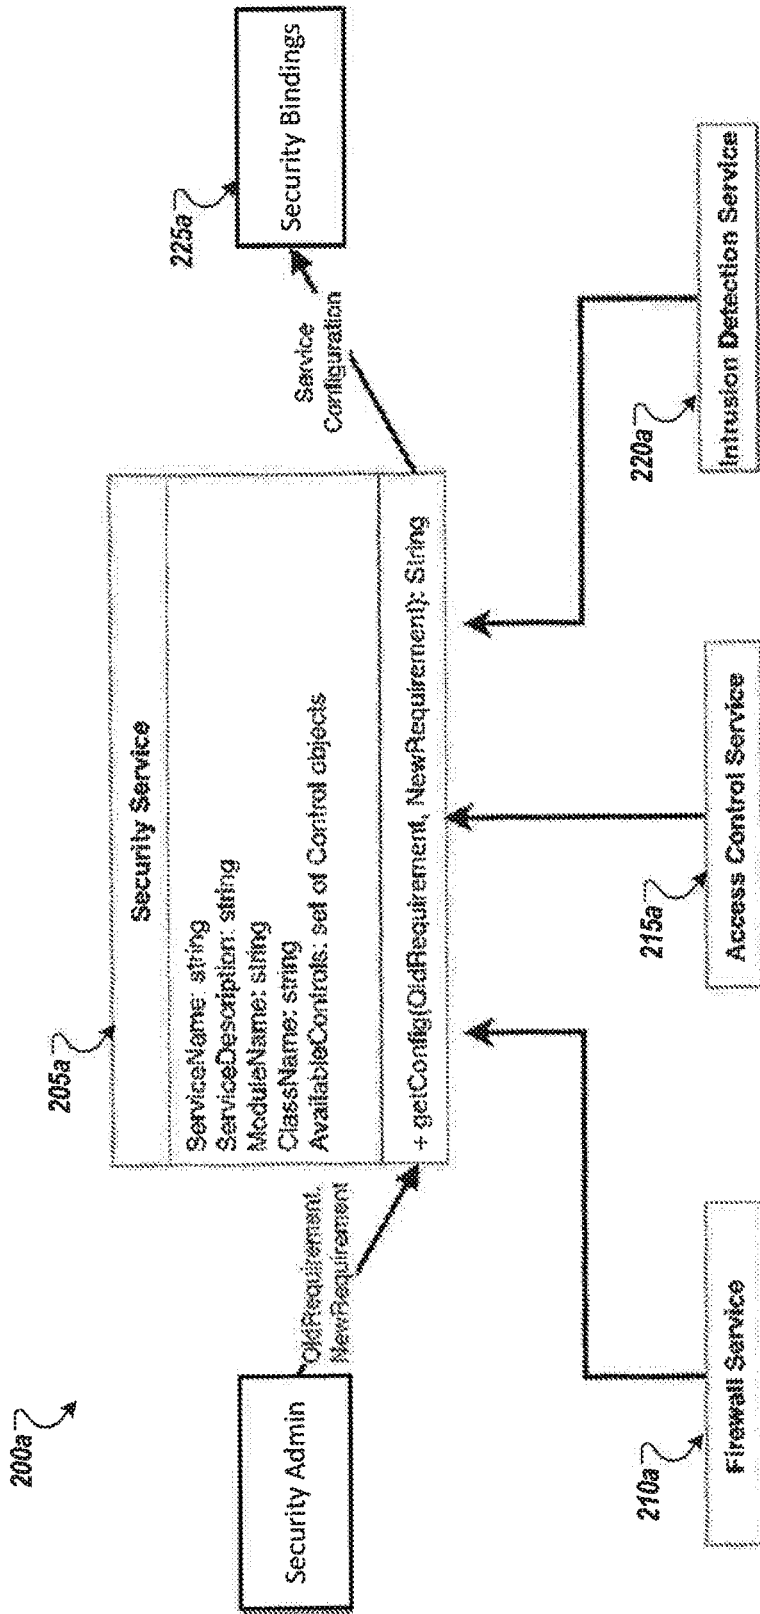 200a
205a
225a
Security Service
ServiceName: string
ServiceDescription: string
ModuleName: string
ClassName: string
AvailableControls: set of Control objects
+ getConfig(OldRequirement, NewRequirement): String
Security Admin
OldRequirement,
NewRequirement
Service
Configuration
Security Bindings
210a
Firewall Service
215a
Access Control Service
220a
Intrusion Detection Service